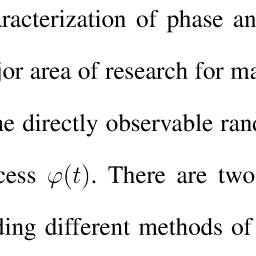 aracterization of phase an
jor area of research for ma
he directly observable rand
cess φ(t). There are two
ding different methods of